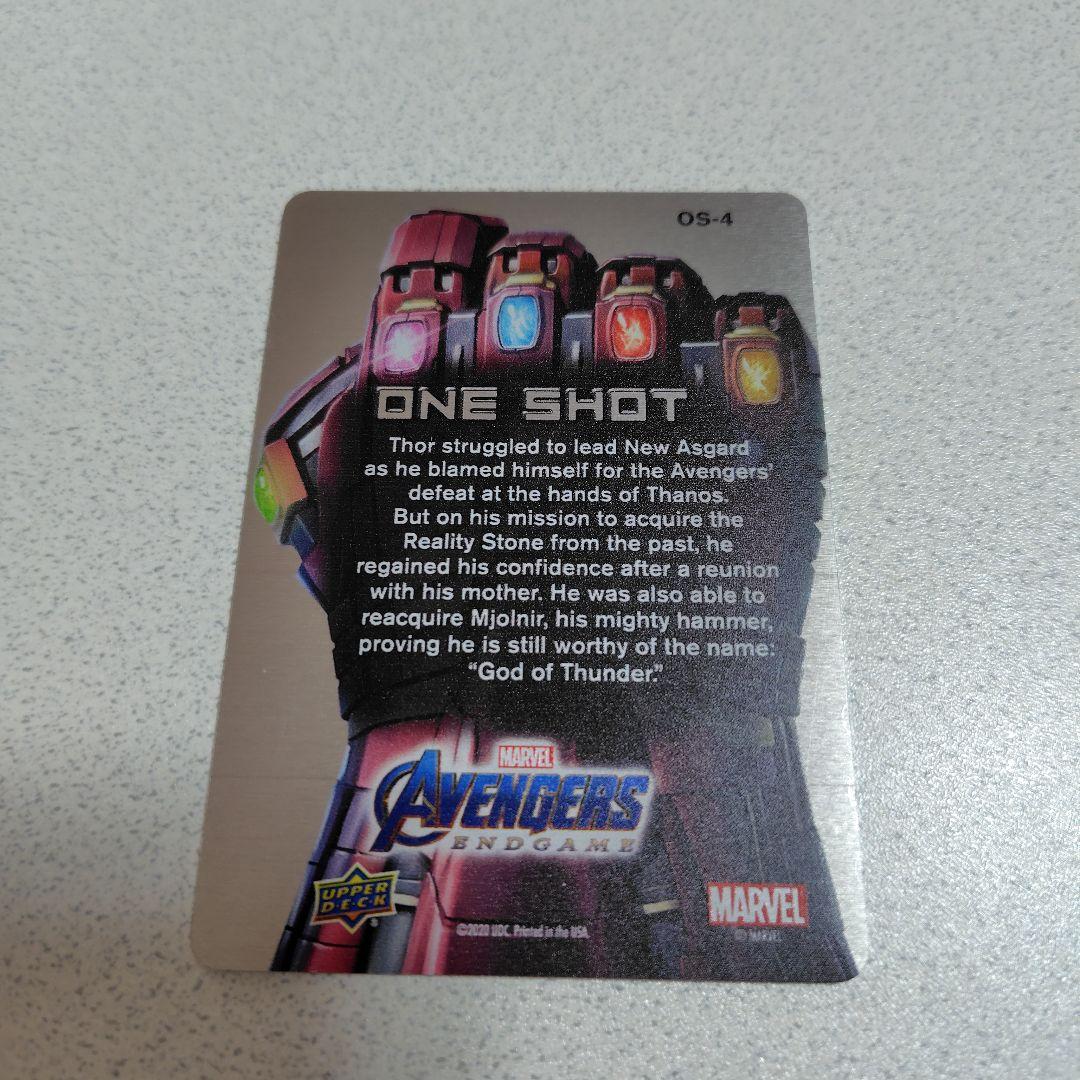 OS-4
ONE SHOT
Thor struggled to lead New Asgard
as he blamed himself for the Avengers'
defeat at the hands of Thanos.
But on his mission to acquire the
Reality Stone from the past, he
regained his confidence after a reunion
with his mother. He was also able to
reacquire Mjolnir, his mighty hammer,
proving he is still worthy of the name:
“God of Thunder.”
MARVEL
AVENGERS
ENDGAME
UPPER
D·E·C·K
MARVEL
©2020 UDC. Printed in the USA.
© MARVEL